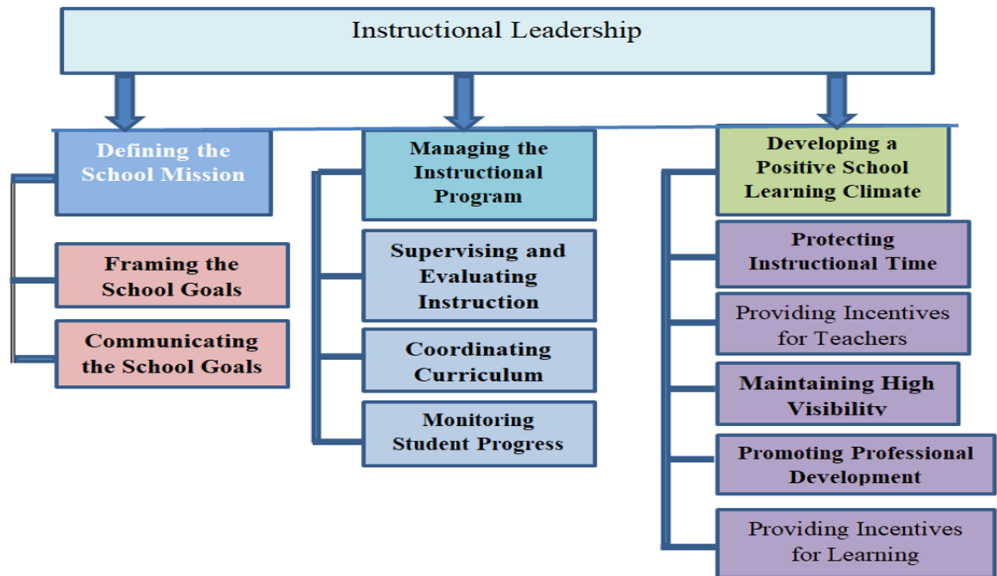 Instructional Leadership
Defining the
School Mission
Framing the
School Goals
Communicating
the School Goals
Managing the
Instructional
Program
Supervising and
Evaluating
Instruction
Coordinating
Curriculum
Monitoring
Student Progress
Developing a
Positive School
Learning Climate
Protecting
Instructional Time
Providing Incentives
for Teachers
Maintaining High
Visibility
Promoting Professional
Development
Providing Incentives
for Learning